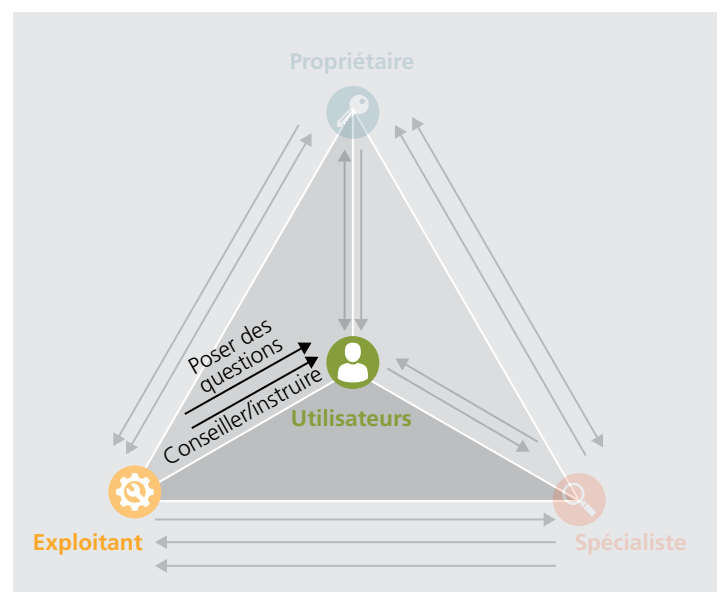 Propriétaire
Poser des
questions
Conseiller/instruire
Utilisateurs
Exploitant
Spécialiste